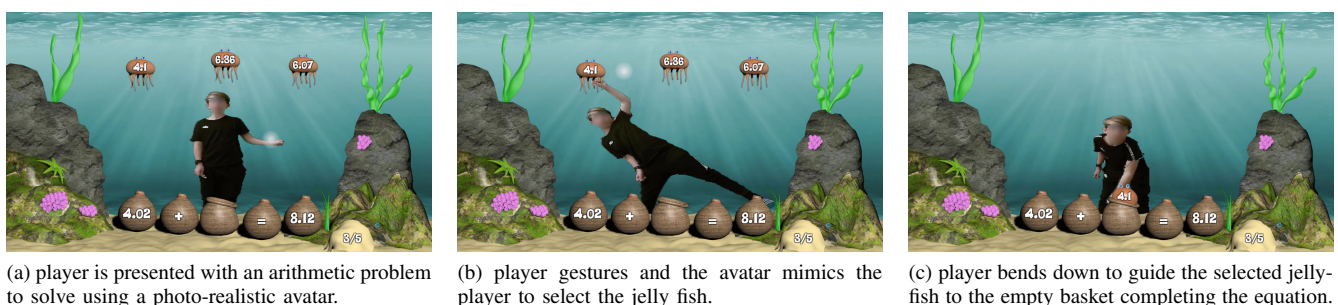 4.1 6.36 6.07
4.02 + = 8.12
3/5
4.1 6.36 6.07
4.02 + = 8.12
3/5
4.1
4.02 + = 8.12
3/5
(a) player is presented with an arithmetic problem
to solve using a photo-realistic avatar.
(b) player gestures and the avatar mimics the
player to select the jelly fish.
(c) player bends down to guide the selected jelly-
fish to the empty basket completing the equation